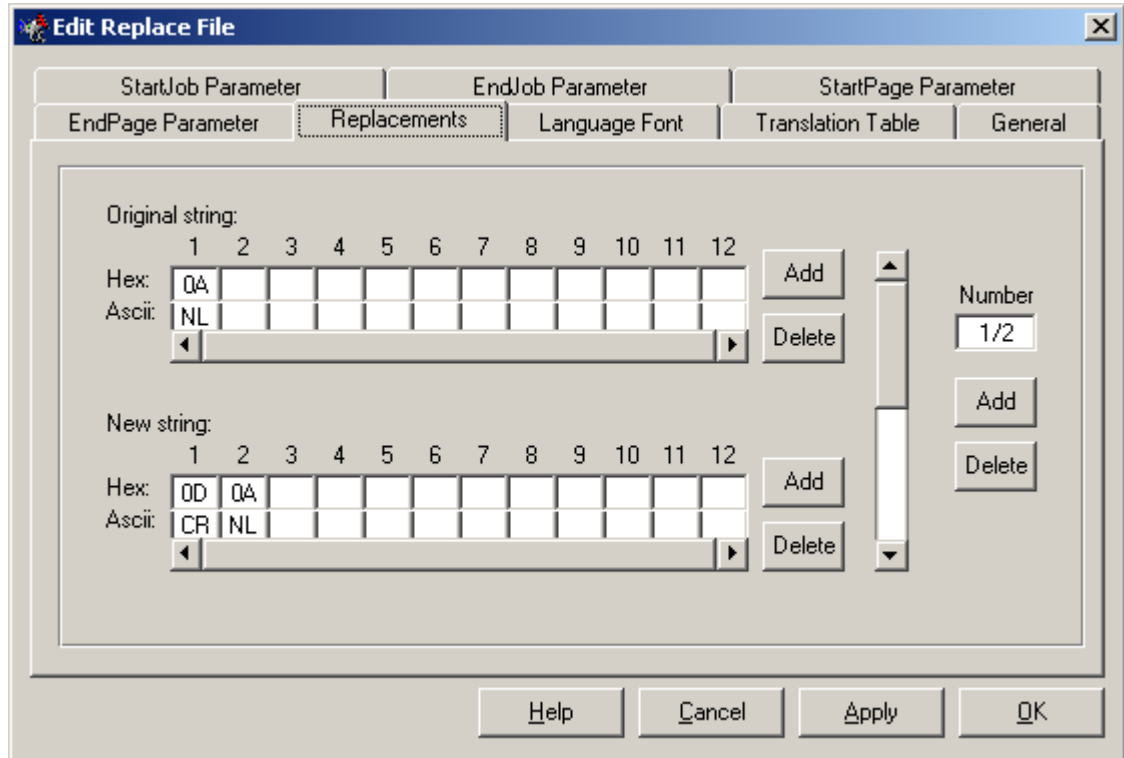 Edit Replace File
StartJob Parameter EndJob Parameter StartPage Parameter
EndPage Parameter Replacements Language Font Translation Table General
Original string:
1 2 3 4 5 6 7 8 9 10 11 12
Hex: 0A
Ascii: NL
Add
Delete
Number
1/2
Add
Delete
New string:
1 2 3 4 5 6 7 8 9 10 11 12
Hex: 0D 0A
Ascii: CR NL
Add
Delete
Help Cancel Apply OK